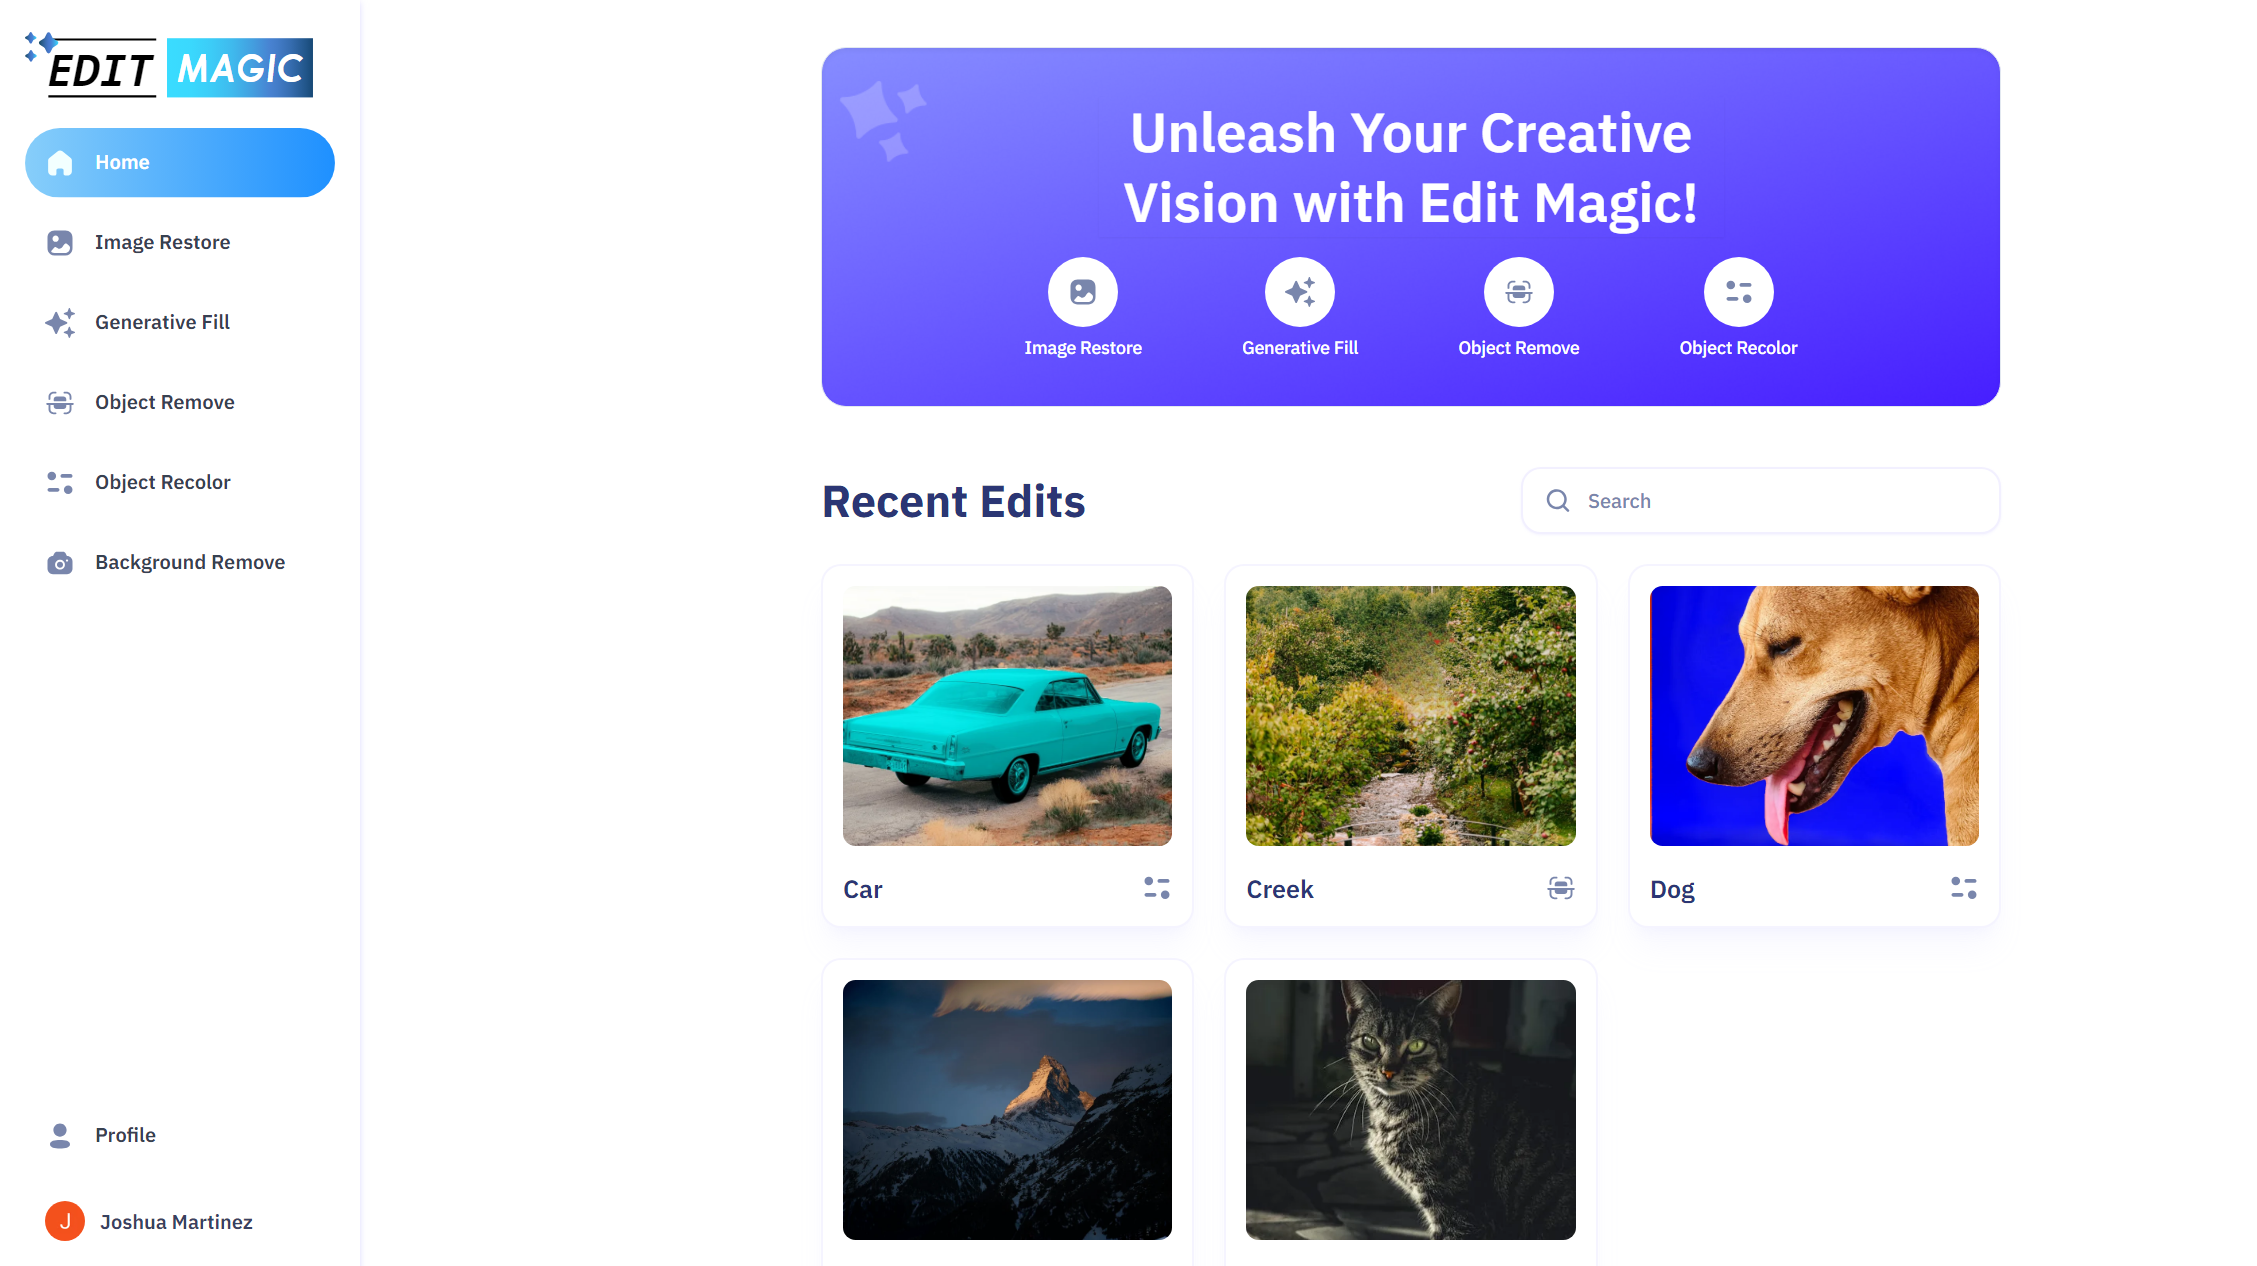 EDIT MAGIC
Home
Image Restore
Generative Fill
Object Remove
Object Recolor
Background Remove
Profile
J Joshua Martinez
Unleash Your Creative
Vision with Edit Magic!
Image Restore Generative Fill Object Remove Object Recolor
Recent Edits
Search
Car
Creek
Dog